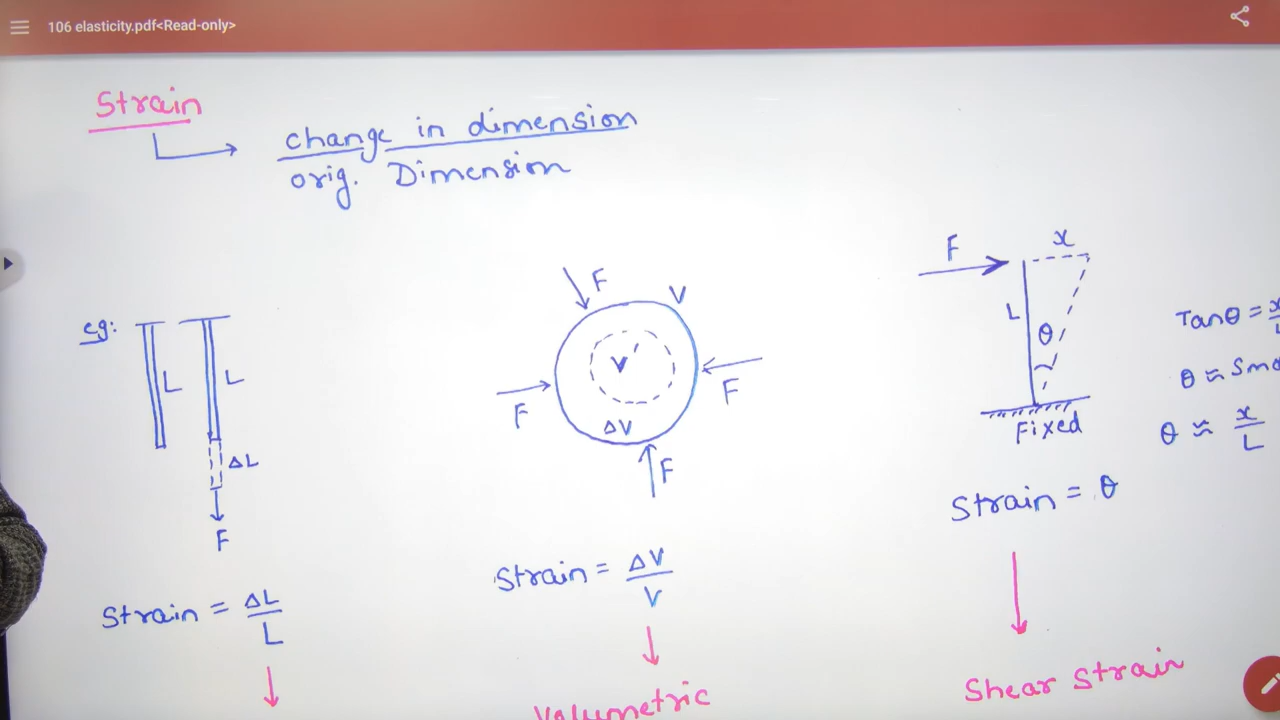 106 elasticity.pdf<Read-only>
Strain
change in dimension
orig. Dimension
eg:
L
L
ΔL
F
Strain = ΔL
L
F
V
V'
F
F
ΔV
F
Strain = ΔV
V
Volumetric
F
x
L
θ
Fixed
Tanθ =
θ ≈
θ ≈ x
L
Strain = θ
Shear Strain